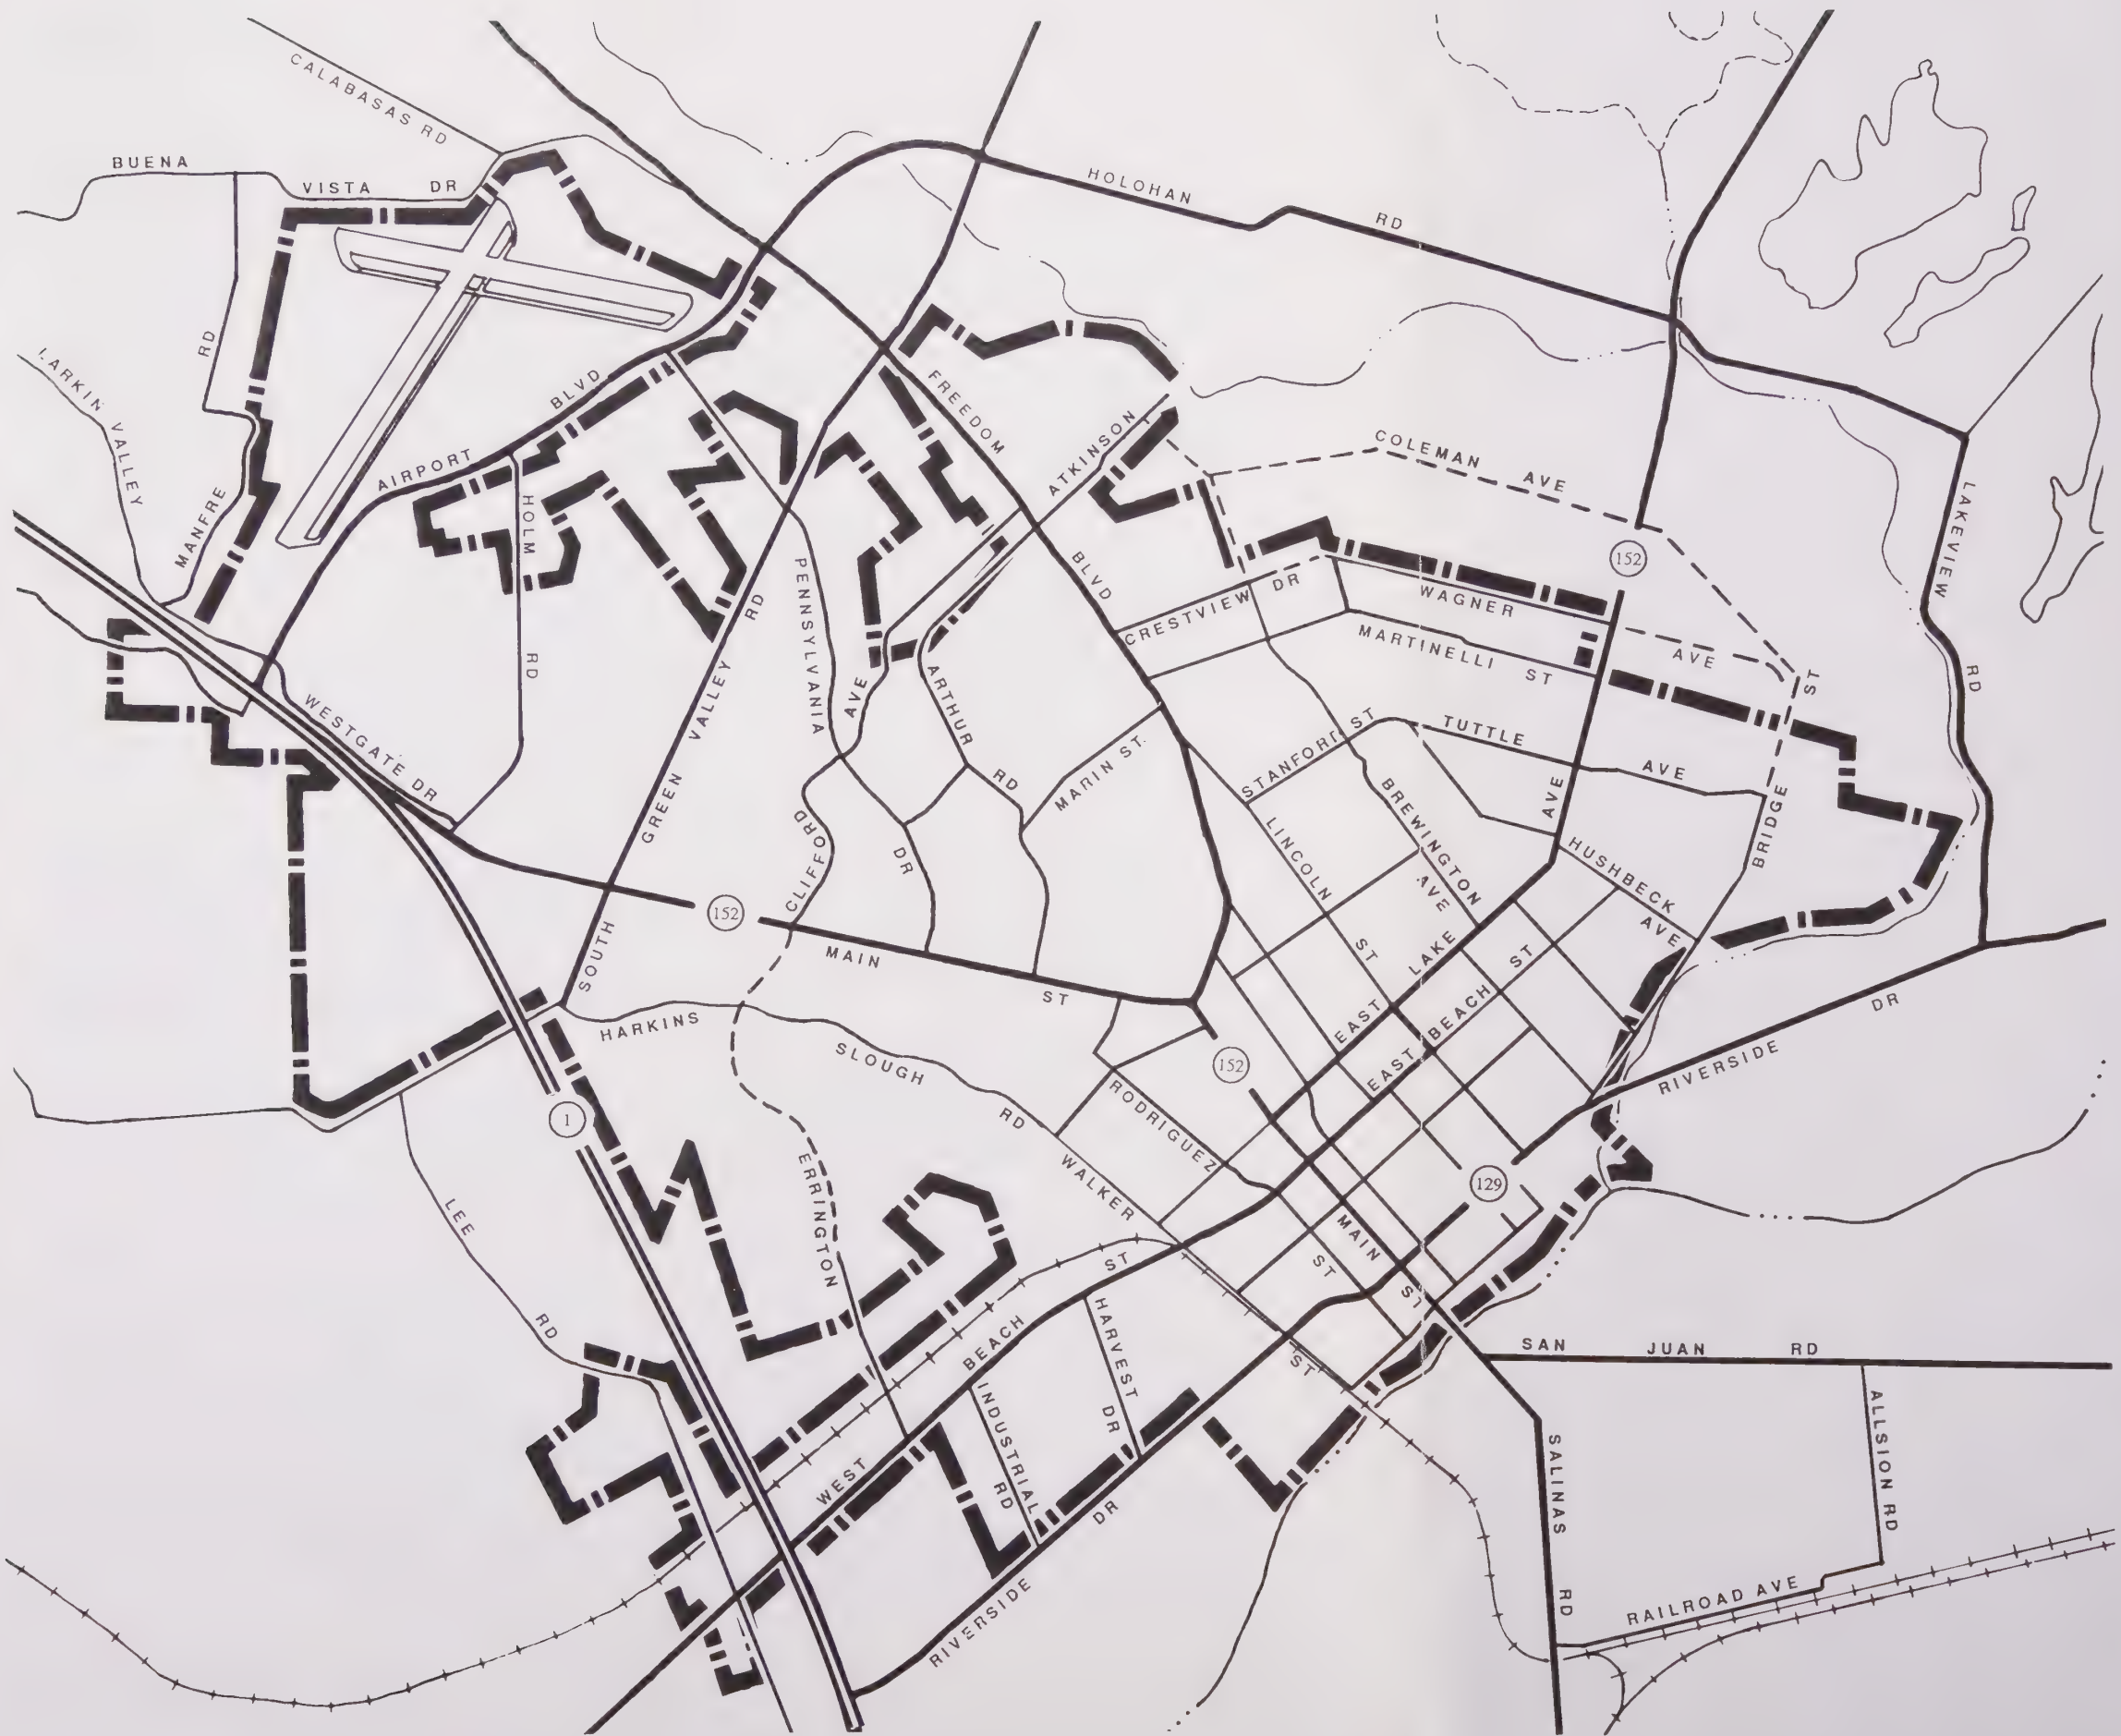 CALABASAS RD
BUENA VISTA DR
HOLOHAN RD
RD
LARKIN VALLEY
MANFRE
AIRPORT BLVD
HOLM RD
FREEDOM BLVD
ATKINSON
COLEMAN AVE
152
LAKEVIEW RD
CRESTVIEW DR
WAGNER AVE
MARTINELLI ST
PENNSYLVANIA DR
AVE
ARTHUR RD
MARIN ST.
WESTGATE DR
SOUTH GREEN VALLEY RD
CLIFFORD
STANFORD ST
TUTTLE AVE
BREWINGTON AVE
LINCOLN ST
HUSHBECK AVE
BRIDGE ST
EAST LAKE AVE
EAST BEACH ST
152
MAIN ST
HARKINS SLOUGH RD
152
RODRIGUEZ ST
WALKER ST
MAIN ST
129
RIVERSIDE DR
1
LEE RD
ERRINGTON
WEST BEACH ST
HARVEST DR
INDUSTRIAL RD
RIVERSIDE DR
SAN JUAN RD
SALINAS RD
ALLSION RD
RAILROAD AVE